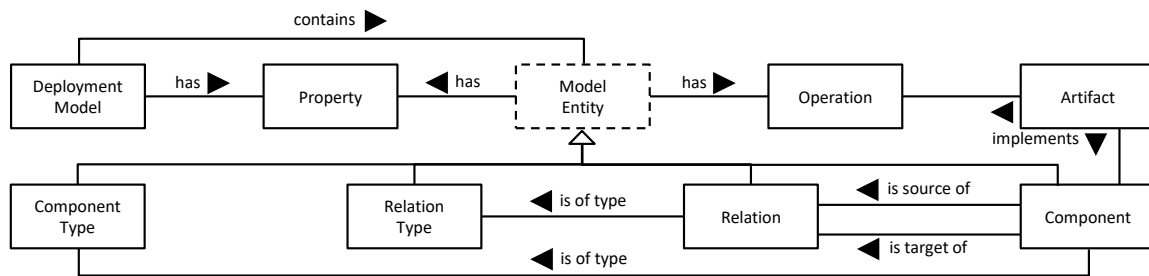 contains
Deployment
Model
has
Property
has
Model
Entity
has
Operation
Artifact
implements
Component
Type
Relation
Type
is of type
Relation
is source of
is target of
Component
is of type